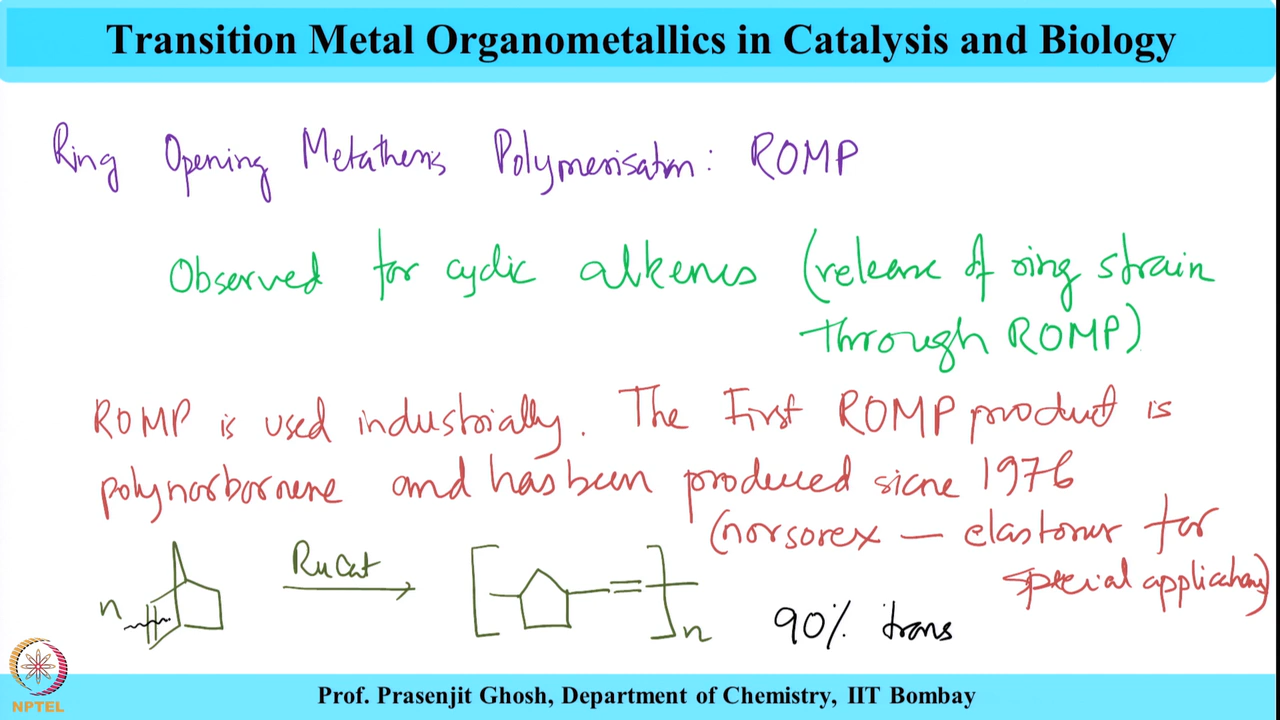 Transition Metal Organometallics in Catalysis and Biology
Ring Opening Metathesis Polymerisation: ROMP
Observed for cyclic alkenes (release of ring strain
through ROMP)
ROMP is used industrially. The First ROMP product is
polynorbornene and has been produced sicne 1976
(norsorex — elastomer for
special applications)
n
Ru Cat
n
90% trans
NPTEL
Prof. Prasenjit Ghosh, Department of Chemistry, IIT Bombay